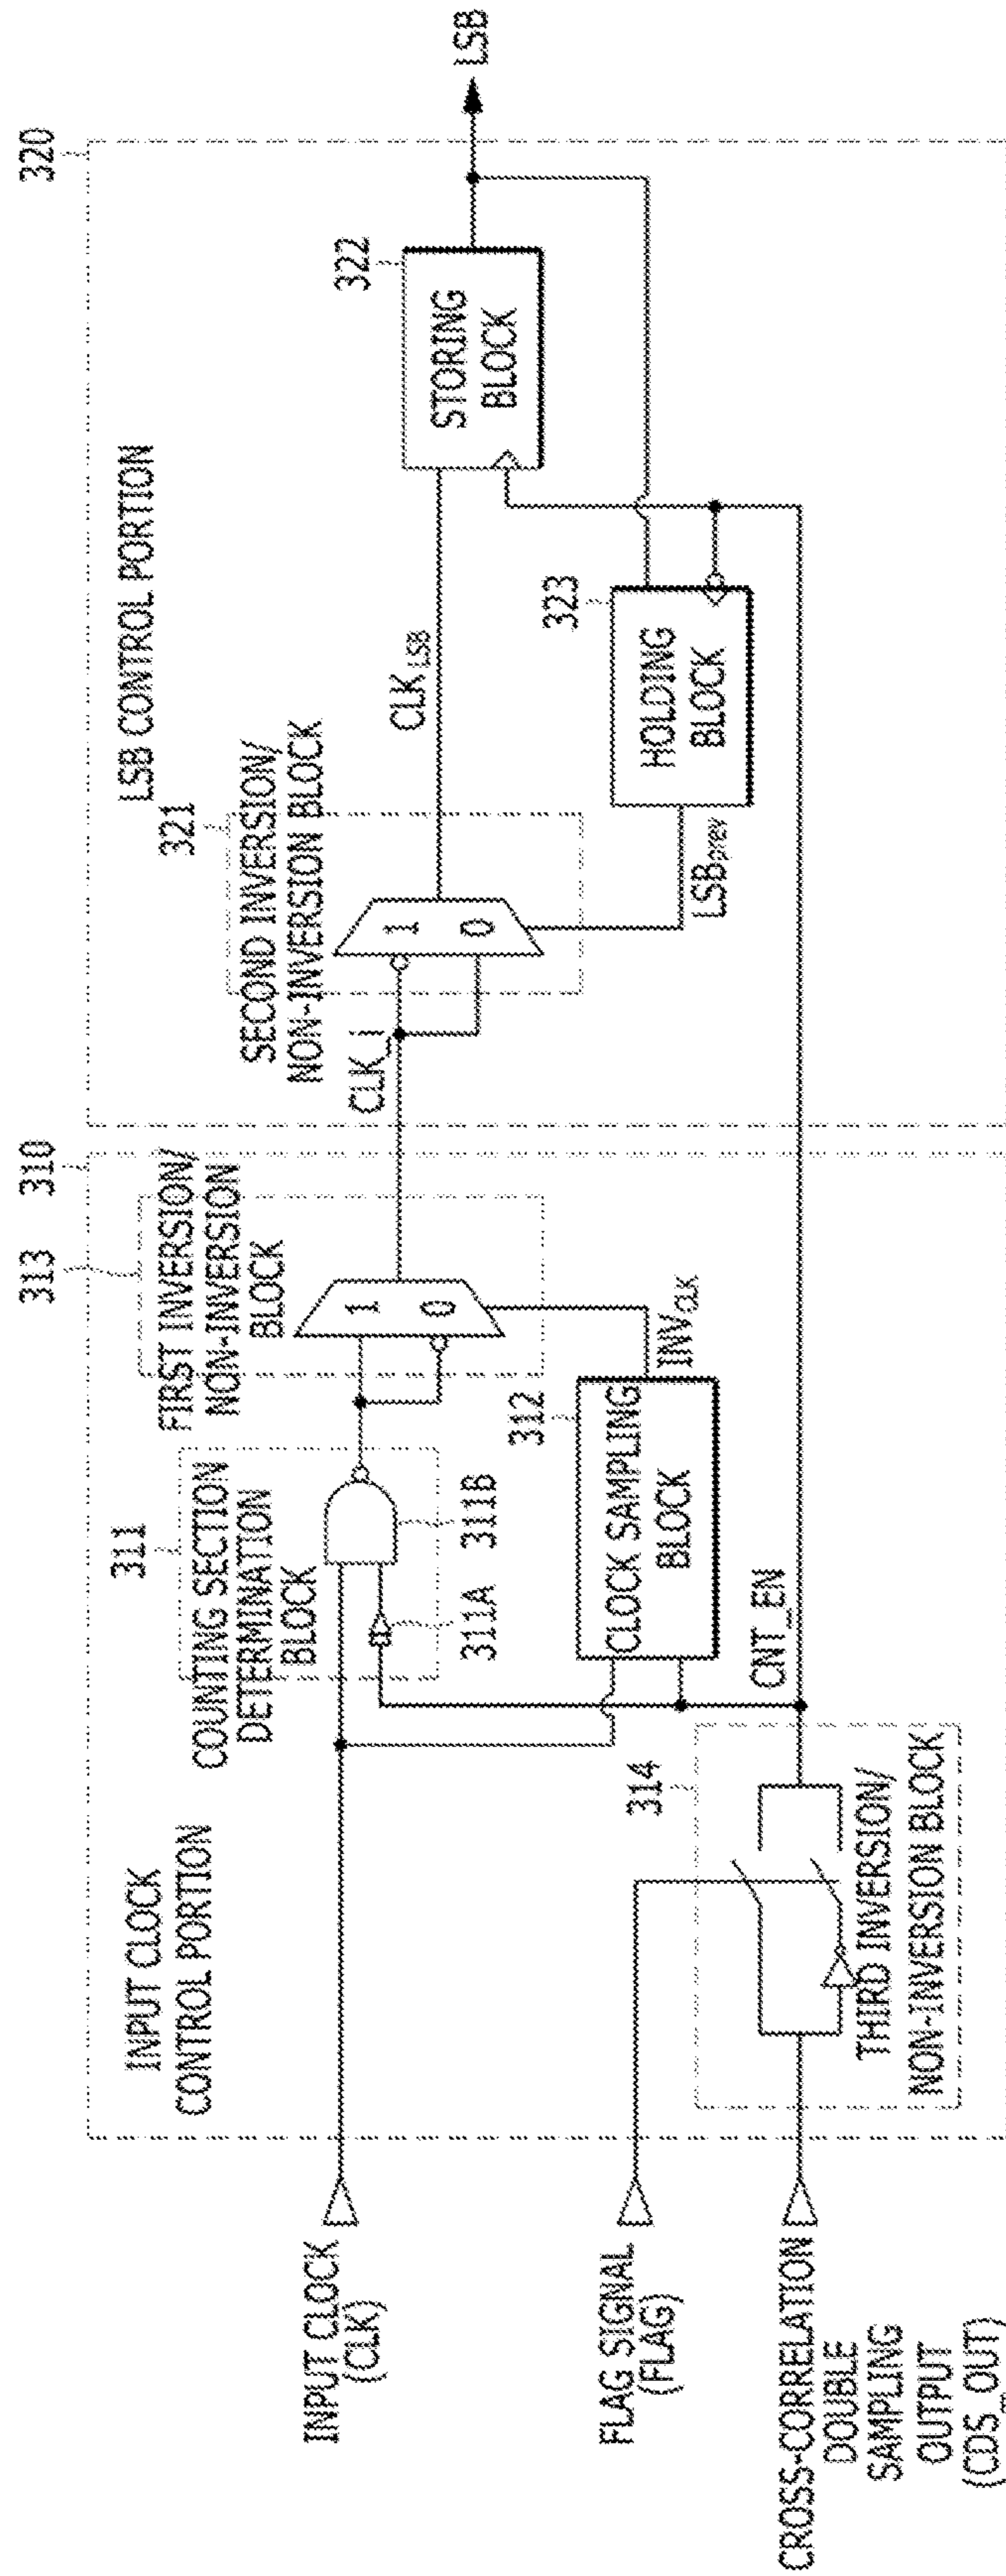 INPUT CLOCK
(CLK)
FLAG SIGNAL
(FLAG)
CROSS-CORRELATION
DOUBLE
SAMPLING
OUTPUT
(CDS_OUT)
INPUT CLOCK
CONTROL PORTION
310
311
COUNTING SECTION
DETERMINATION
BLOCK
311A
311B
312
CLOCK SAMPLING
BLOCK
INV_CLK
313
FIRST INVERSION/
NON-INVERSION
BLOCK
1
0
314
THIRD INVERSION/
NON-INVERSION BLOCK
CNT_EN
CLK_I
320
LSB CONTROL PORTION
321
SECOND INVERSION/
NON-INVERSION BLOCK
1
0
CLK_LSB
322
STORING
BLOCK
323
HOLDING
BLOCK
LSBprev
LSB